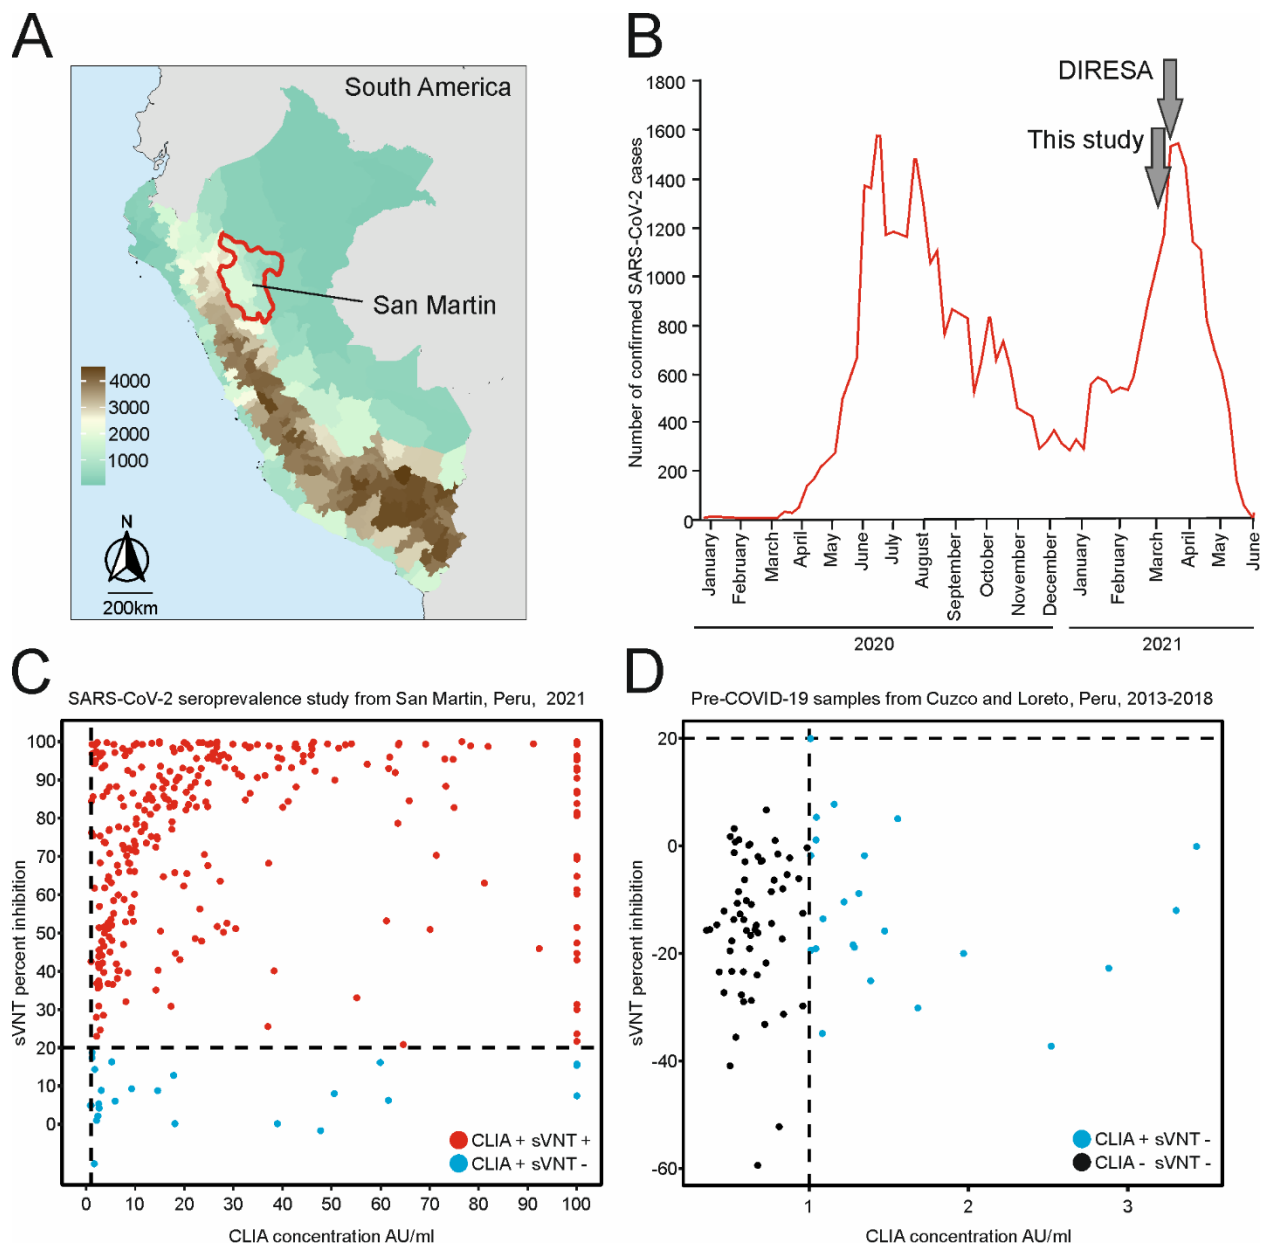 A
South America
San Martin
4000
3000
2000
1000
N
200km
B
DIRESA
This study
Number of confirmed SARS-CoV-2 cases
1800
1600
1400
1200
1000
800
600
400
200
0
January
February
March
April
May
June
July
August
September
October
November
December
January
February
March
April
May
June
2020
2021
C
SARS-CoV-2 seroprevalence study from San Martin, Peru, 2021
sVNT percent inhibition
100
90
80
70
60
50
40
30
20
10
0
CLIA + sVNT +
CLIA + sVNT -
0 10 20 30 40 50 60 70 80 90 100
CLIA concentration AU/ml
D
Pre-COVID-19 samples from Cuzco and Loreto, Peru, 2013-2018
sVNT percent inhibition
20
0
-20
-40
-60
CLIA + sVNT -
CLIA - sVNT -
1 2 3
CLIA concentration AU/ml